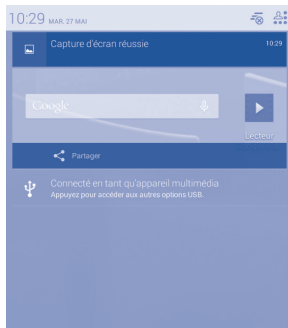 10:29 MAR. 27 MAI
Capture d'écran réussie 10:29
Google
Lecteur
Partager
Connecté en tant qu'appareil multimédia
Appuyez pour accéder aux autres options USB.